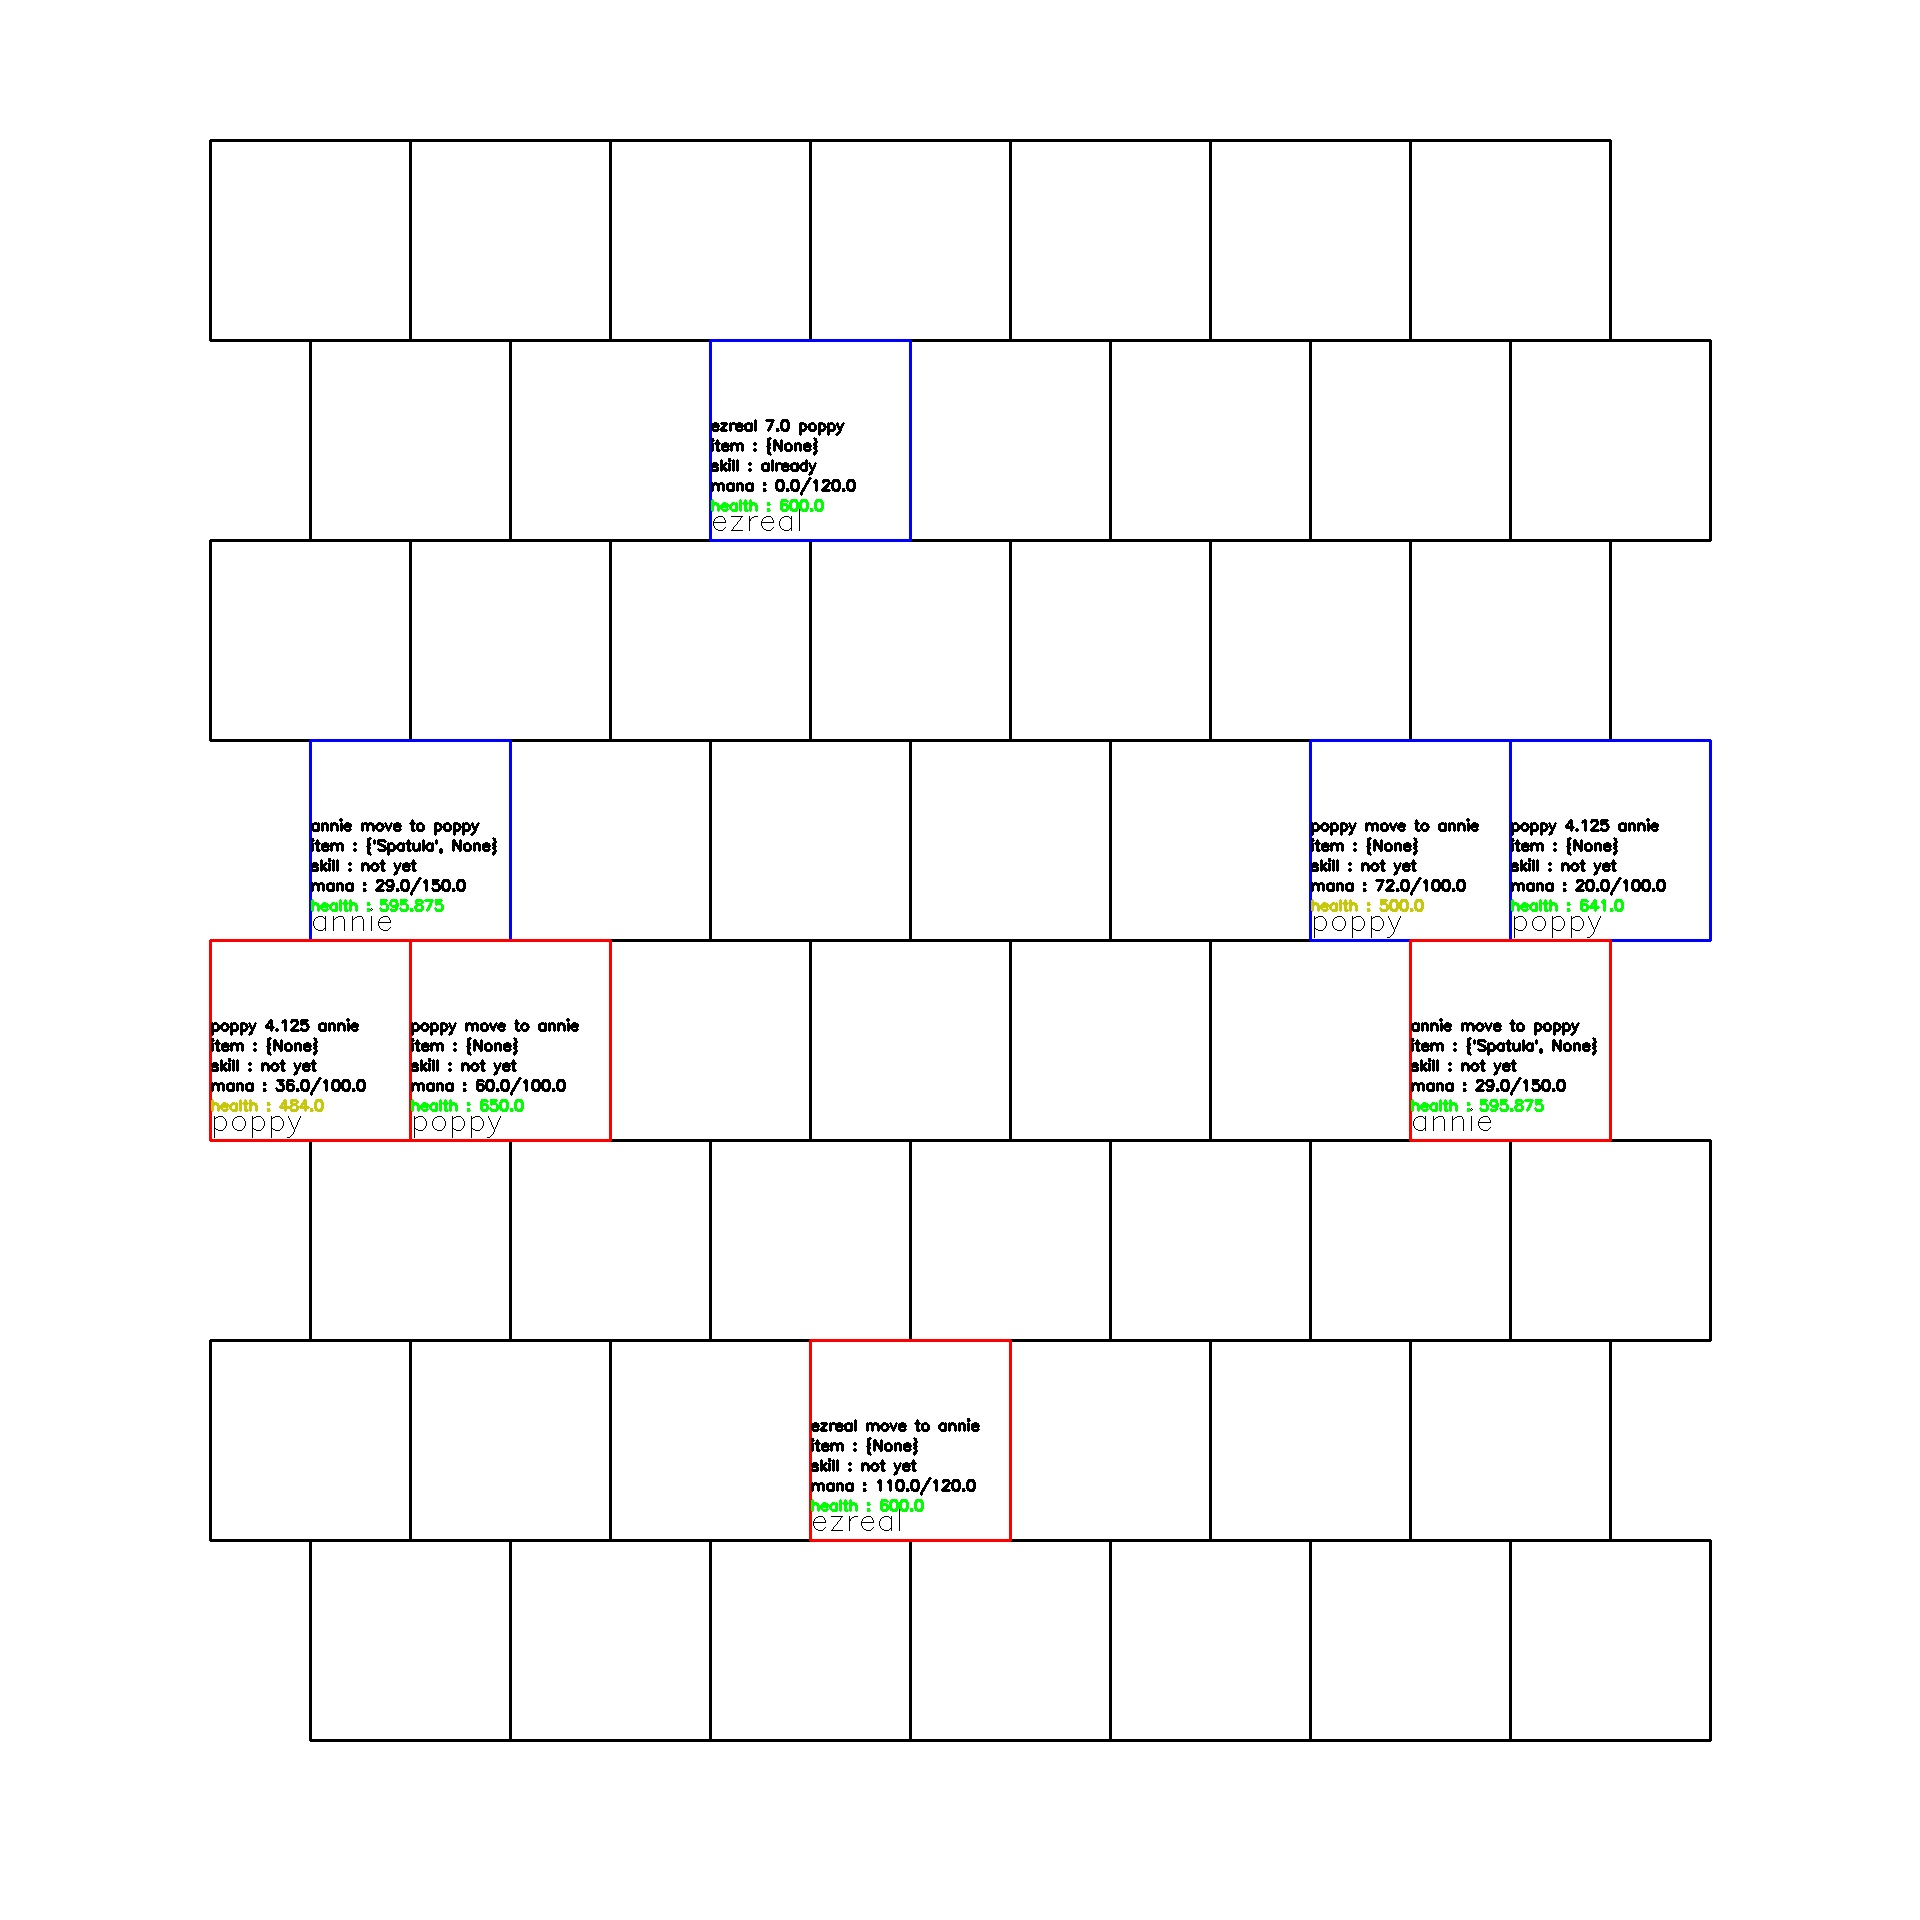 ezreal 7.0 poppy
item : {None}
skill : already
mana : 0.0/120.0
health : 600.0
ezreal
annie move to poppy
item : {'Spatula', None}
skill : not yet
mana : 29.0/150.0
health : 595.875
annie
poppy move to annie
item : {None}
skill : not yet
mana : 72.0/100.0
health : 500.0
poppy
poppy 4.125 annie
item : {None}
skill : not yet
mana : 20.0/100.0
health : 641.0
poppy
poppy 4.125 annie
item : {None}
skill : not yet
mana : 36.0/100.0
health : 484.0
poppy
poppy move to annie
item : {None}
skill : not yet
mana : 60.0/100.0
health : 650.0
poppy
annie move to poppy
item : {'Spatula', None}
skill : not yet
mana : 29.0/150.0
health : 595.875
annie
ezreal move to annie
item : {None}
skill : not yet
mana : 110.0/120.0
health : 600.0
ezreal